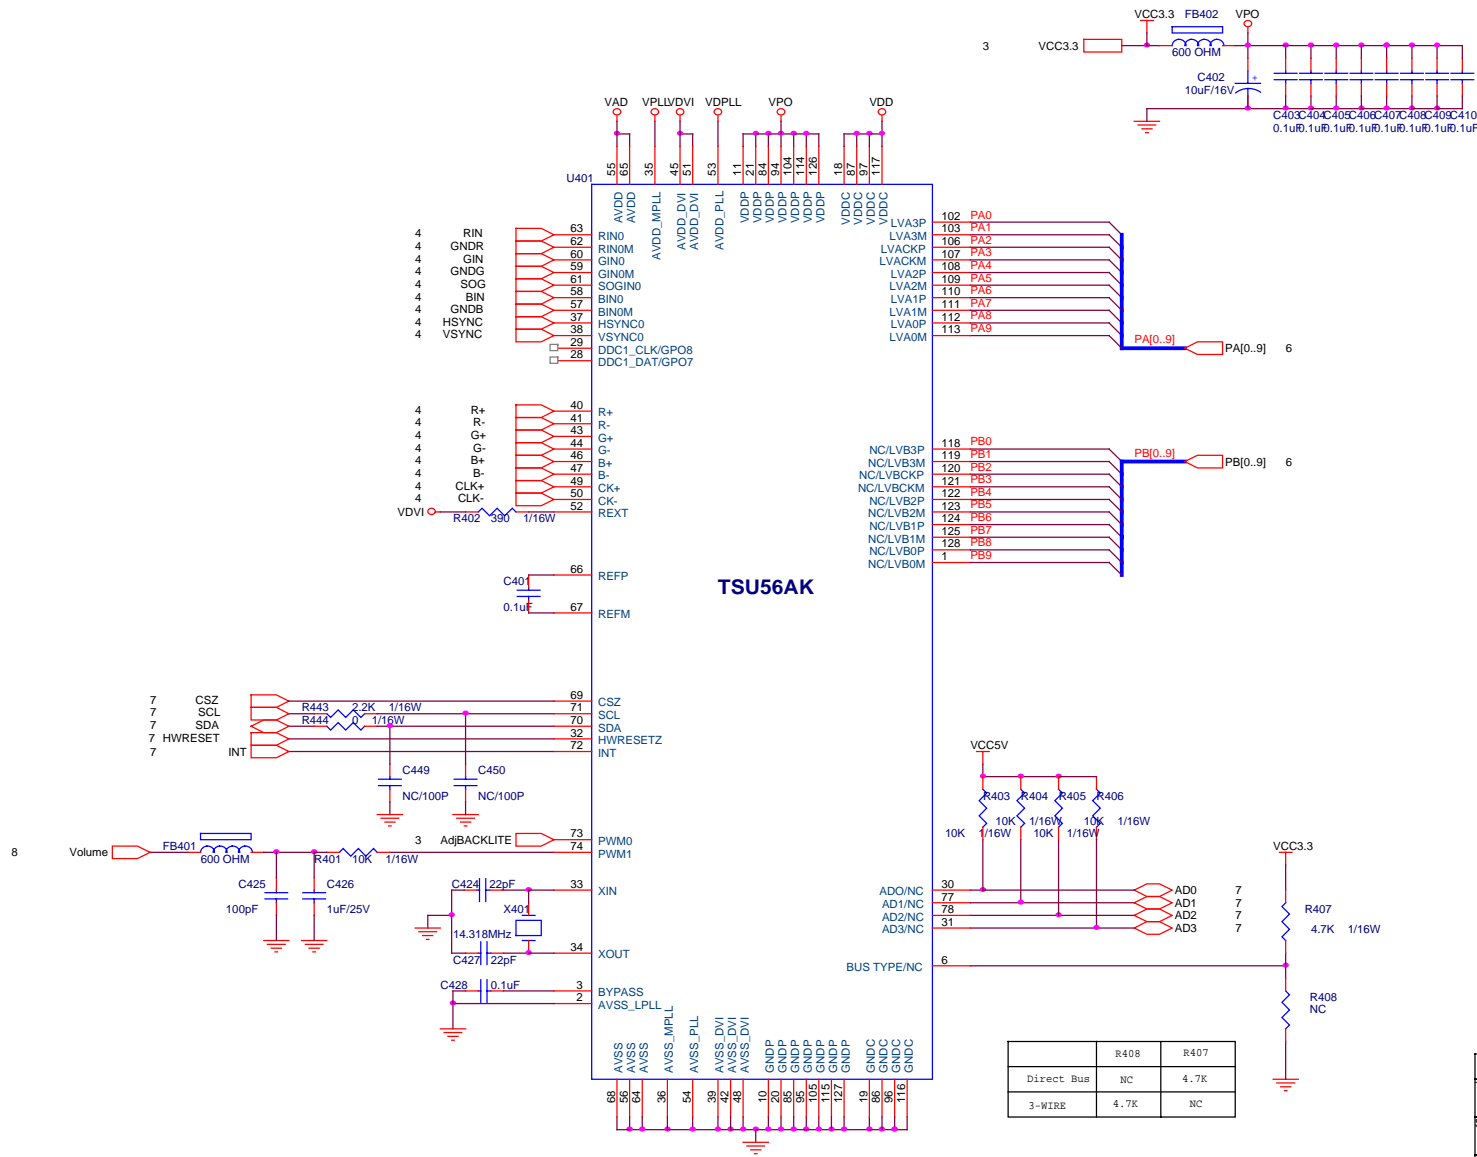 VCC3.3 FB402 VPO
3 VCC3.3
600 OHM
C402
10uF/16V
+
C403 C404 C405 C406 C407 C408 C409 C410
0.1uF 0.1uF 0.1uF 0.1uF 0.1uF 0.1uF 0.1uF 0.1uF
VAD VPLL VDVI VDPLL VPO VDD
55 65 35 45 51 53 11 21 84 94 104 114 126 18 87 97 117
U401
AVDD AVDD AVDD_MPLL AVDD_DVI AVDD_DVI AVDD_PLL VDDP VDDP VDDP VDDP VDDP VDDP VDDP VDDC VDDC VDDC VDDC
4 RIN 63 RIN0
4 GNDR 62 RIN0M
4 GIN 60 GIN0
4 GNDG 59 GIN0M
4 SOG 61 SOGIN0
4 BIN 58 BIN0
4 GNDB 57 BIN0M
4 HSYNC 37 HSYNC0
4 VSYNC 38 VSYNC0
29 DDC1_CLK/GPO8
28 DDC1_DAT/GPO7
LVA3P 102 PA0
LVA3M 103 PA1
LVACKP 106 PA2
LVACKM 107 PA3
LVA2P 108 PA4
LVA2M 109 PA5
LVA1P 110 PA6
LVA1M 111 PA7
LVA0P 112 PA8
LVA0M 113 PA9
PA[0..9] PA[0..9] 6
4 R+ 40 R+
4 R- 41 R-
4 G+ 43 G+
4 G- 44 G-
4 B+ 46 B+
4 B- 47 B-
4 CLK+ 49 CK+
4 CLK- 50 CK-
VDVI R402 390 1/16W 52 REXT
NC/LVB3P 118 PB0
NC/LVB3M 119 PB1
NC/LVBCKP 120 PB2
NC/LVBCKM 121 PB3
NC/LVB2P 122 PB4
NC/LVB2M 123 PB5
NC/LVB1P 124 PB6
NC/LVB1M 125 PB7
NC/LVB0P 128 PB8
NC/LVB0M 1 PB9
PB[0..9] PB[0..9] 6
66 REFP
C401
0.1uF
67 REFM
TSU56AK
7 CSZ 69 CSZ
7 SCL R443 2.2K 1/16W 71 SCL
7 SDA R444 0 1/16W 70 SDA
7 HWRESET 32 HWRESETZ
7 INT 72 INT
C449
NC/100P
C450
NC/100P
3 AdjBACKLITE 73 PWM0
8 Volume FB401
600 OHM
R401 10K 1/16W 74 PWM1
C425
100pF
C426
1uF/25V
C424 22pF 33 XIN
X401
14.318MHz
C427 22pF 34 XOUT
C428 0.1uF 3 BYPASS
2 AVSS_LPLL
VCC5V
R403 R404 R405 R406
10K 1/16W 10K 1/16W
10K 1/16W 10K 1/16W
ADO/NC 30 AD0 7
AD1/NC 77 AD1 7
AD2/NC 78 AD2 7
AD3/NC 31 AD3 7
BUS TYPE/NC 6
VCC3.3
R407
4.7K 1/16W
R408
NC
AVSS AVSS AVSS AVSS_MPLL AVSS_PLL AVSS_DVI AVSS_DVI AVSS_DVI GNDP GNDP GNDP GNDP GNDP GNDP GNDP GNDC GNDC GNDC GNDC
68 56 64 36 54 39 42 48 10 20 85 95 105 115 127 19 86 96 116
R408 R407
Direct Bus NC 4.7K
3-WIRE 4.7K NC